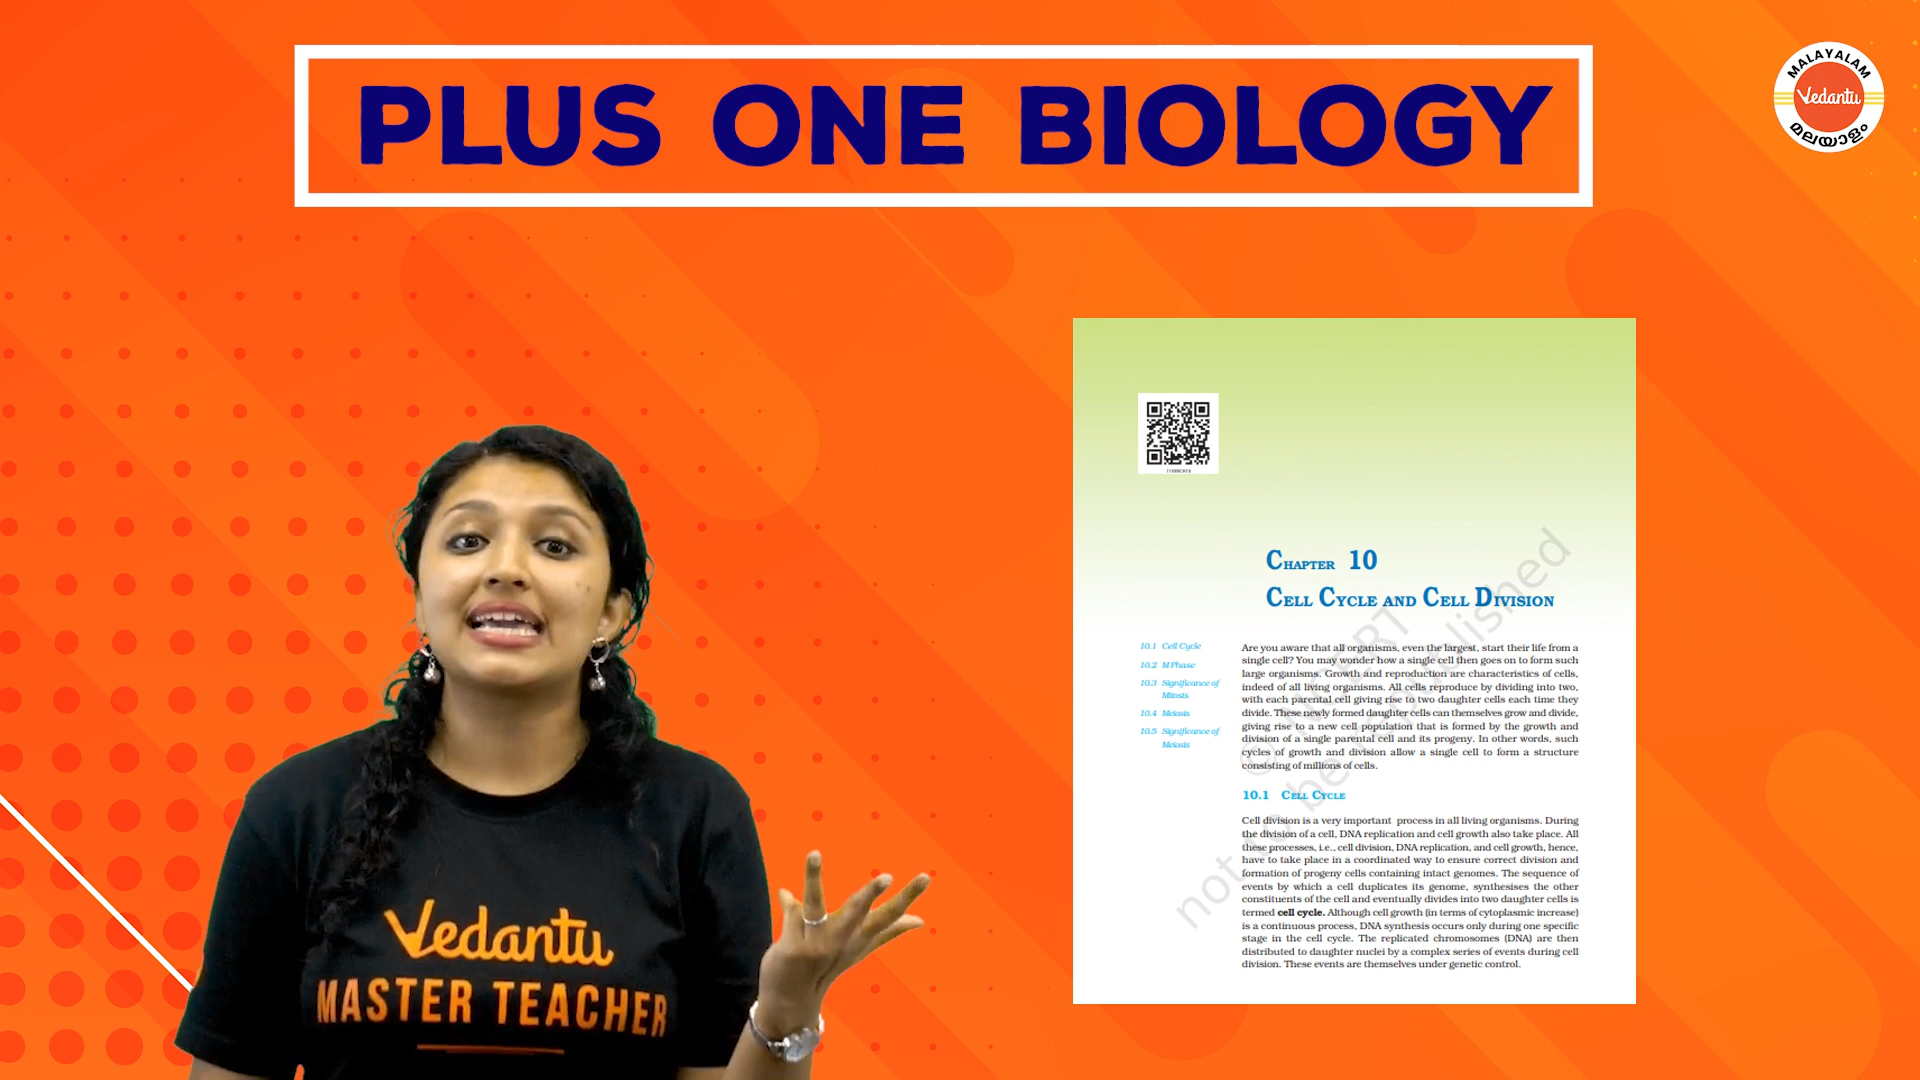 PLUS ONE BIOLOGY
MALAYALAM
Vedantu
മലയാളം
CHAPTER 10
CELL CYCLE AND CELL DIVISION
10.1 Cell Cycle
10.2 M Phase
10.3 Significance of
Mitosis
10.4 Meiosis
10.5 Significance of
Meiosis
Are you aware that all organisms, even the largest, start their life from a
single cell? You may wonder how a single cell then goes on to form such
large organisms. Growth and reproduction are characteristics of cells,
indeed of all living organisms. All cells reproduce by dividing into two,
with each parental cell giving rise to two daughter cells each time they
divide. These newly formed daughter cells can themselves grow and divide,
giving rise to a new cell population that is formed by the growth and
division of a single parental cell and its progeny. In other words, such
cycles of growth and division allow a single cell to form a structure
consisting of millions of cells.
10.1 CELL CYCLE
Cell division is a very important process in all living organisms. During
the division of a cell, DNA replication and cell growth also take place. All
these processes, i.e., cell division, DNA replication, and cell growth, hence,
have to take place in a coordinated way to ensure correct division and
formation of progeny cells containing intact genomes. The sequence of
events by which a cell duplicates its genome, synthesises the other
constituents of the cell and eventually divides into two daughter cells is
termed cell cycle. Although cell growth (in terms of cytoplasmic increase)
is a continuous process, DNA synthesis occurs only during one specific
stage in the cell cycle. The replicated chromosomes (DNA) are then
distributed to daughter nuclei by a complex series of events during cell
division. These events are themselves under genetic control.
© NCERT
not to be republished
Vedantu
MASTER TEACHER